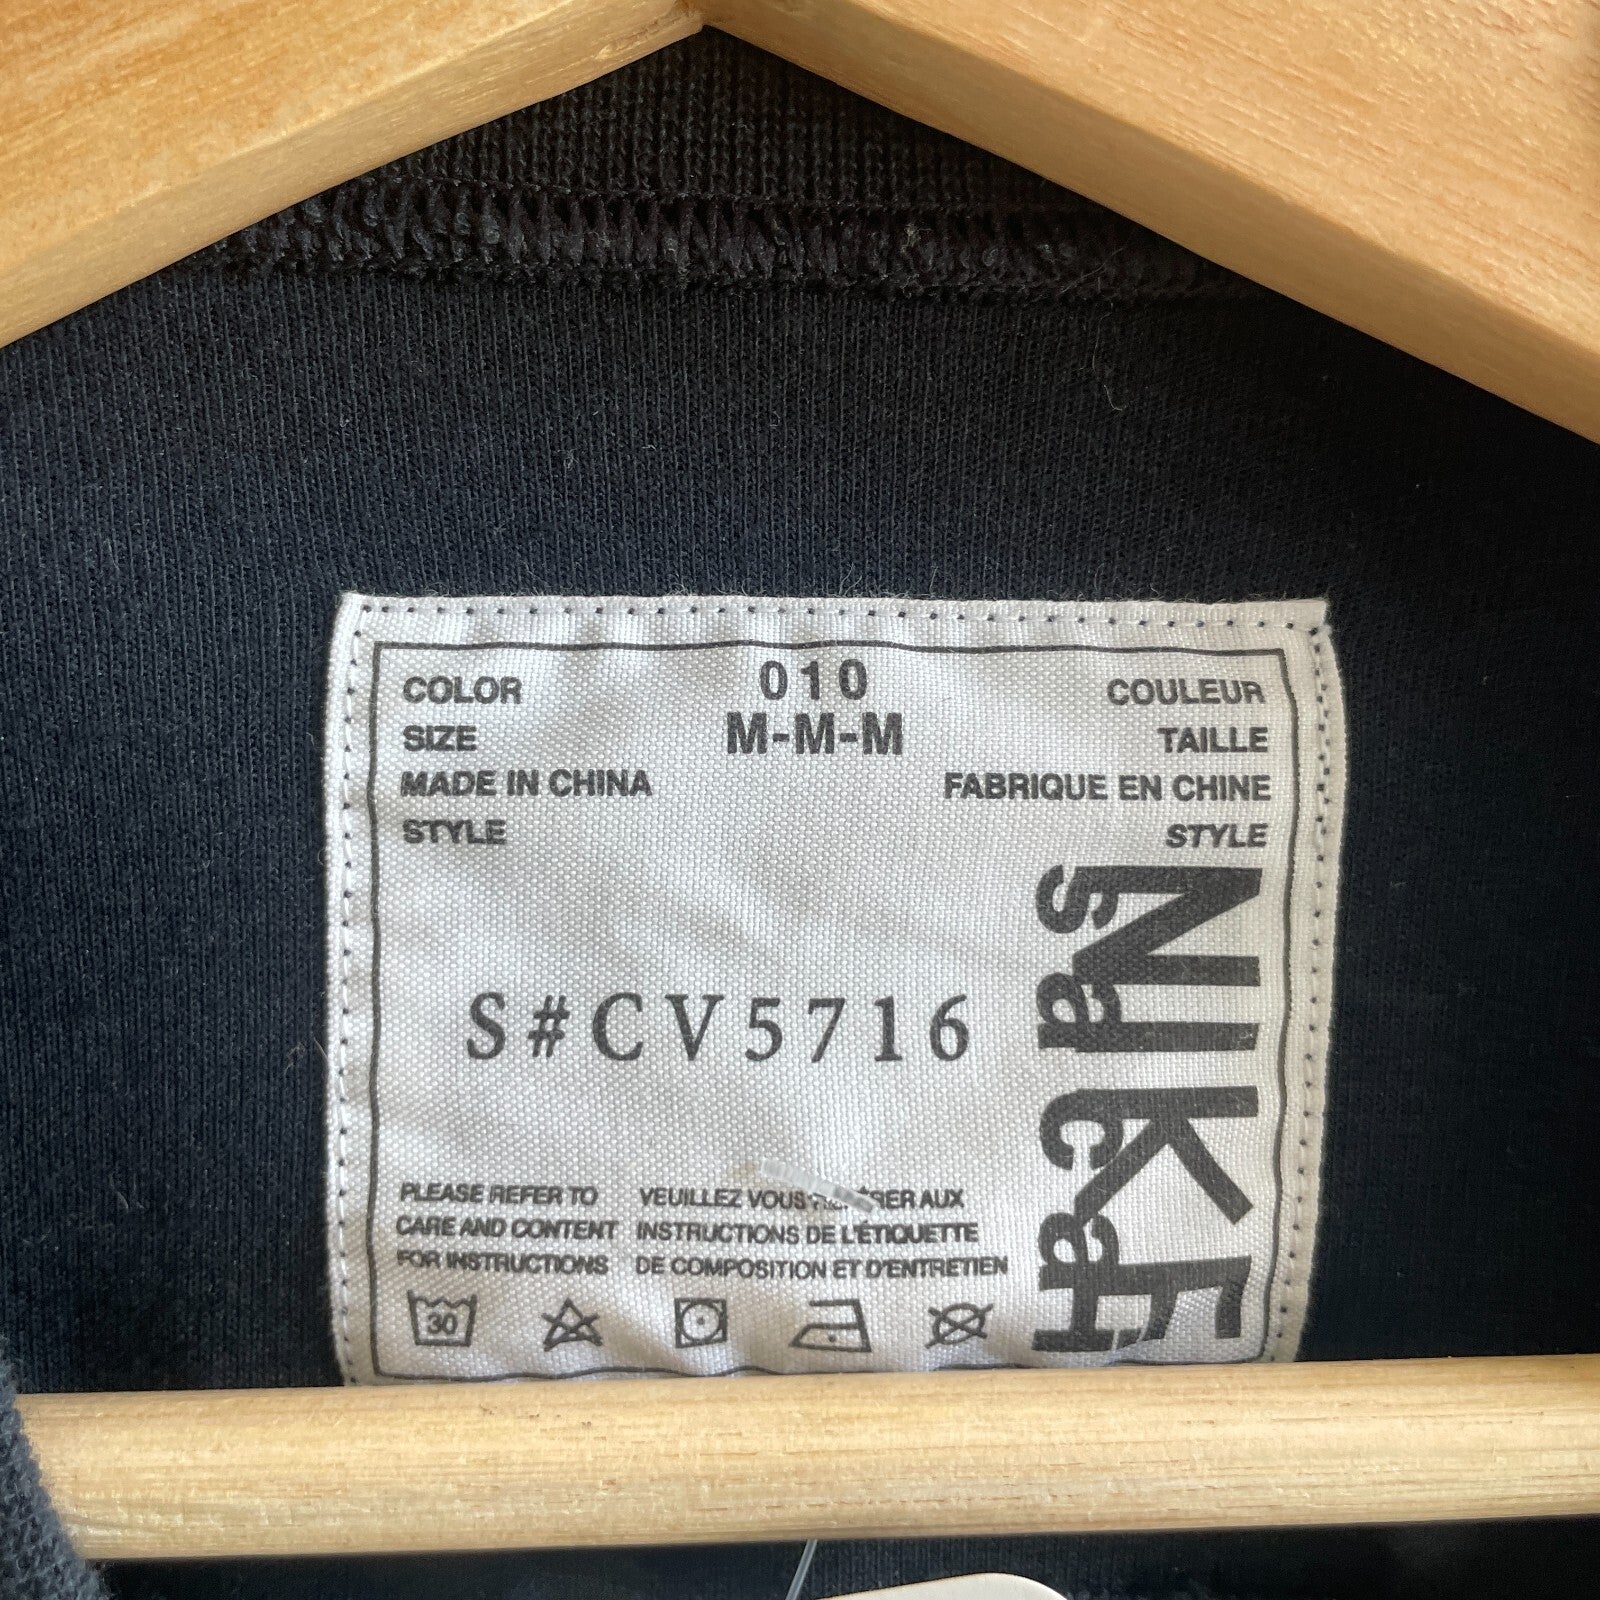 COLOR 010 COULEUR
SIZE M-M-M TAILLE
MADE IN CHINA FABRIQUE EN CHINE
STYLE STYLE
S#CV5716
NIKE
sacai
PLEASE REFER TO
CARE AND CONTENT
FOR INSTRUCTIONS
VEUILLEZ VOUS AUX
INSTRUCTIONS DE L'ÉTIQUETTE
DE COMPOSITION ET D'ENTRETIEN
30